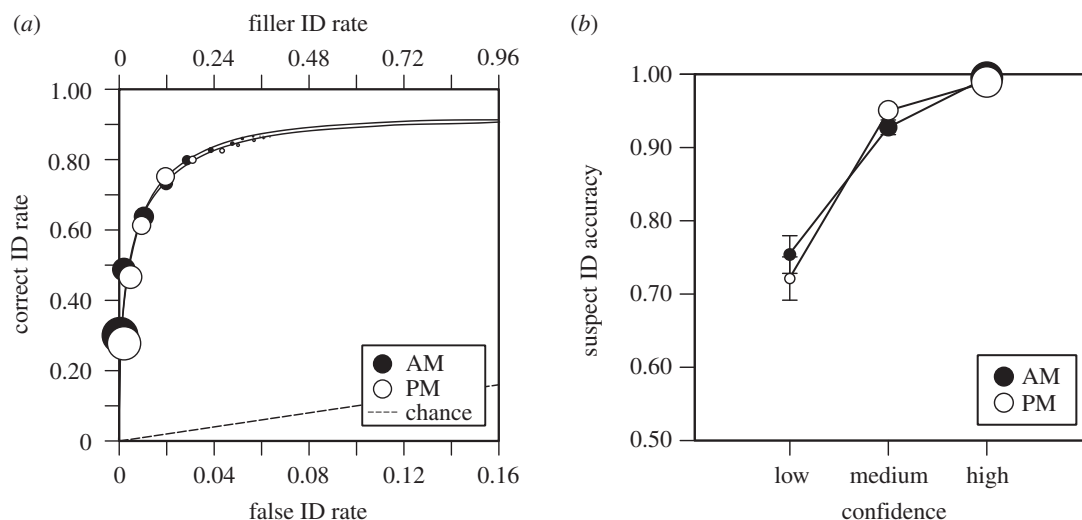 (a)
filler ID rate
0 0.24 0.48 0.72 0.96
1.00
0.80
0.60
0.40
0.20
0
correct ID rate
AM
PM
chance
0 0.04 0.08 0.12 0.16
false ID rate
(b)
1.00
0.90
0.80
0.70
0.60
0.50
suspect ID accuracy
AM
PM
low medium high
confidence